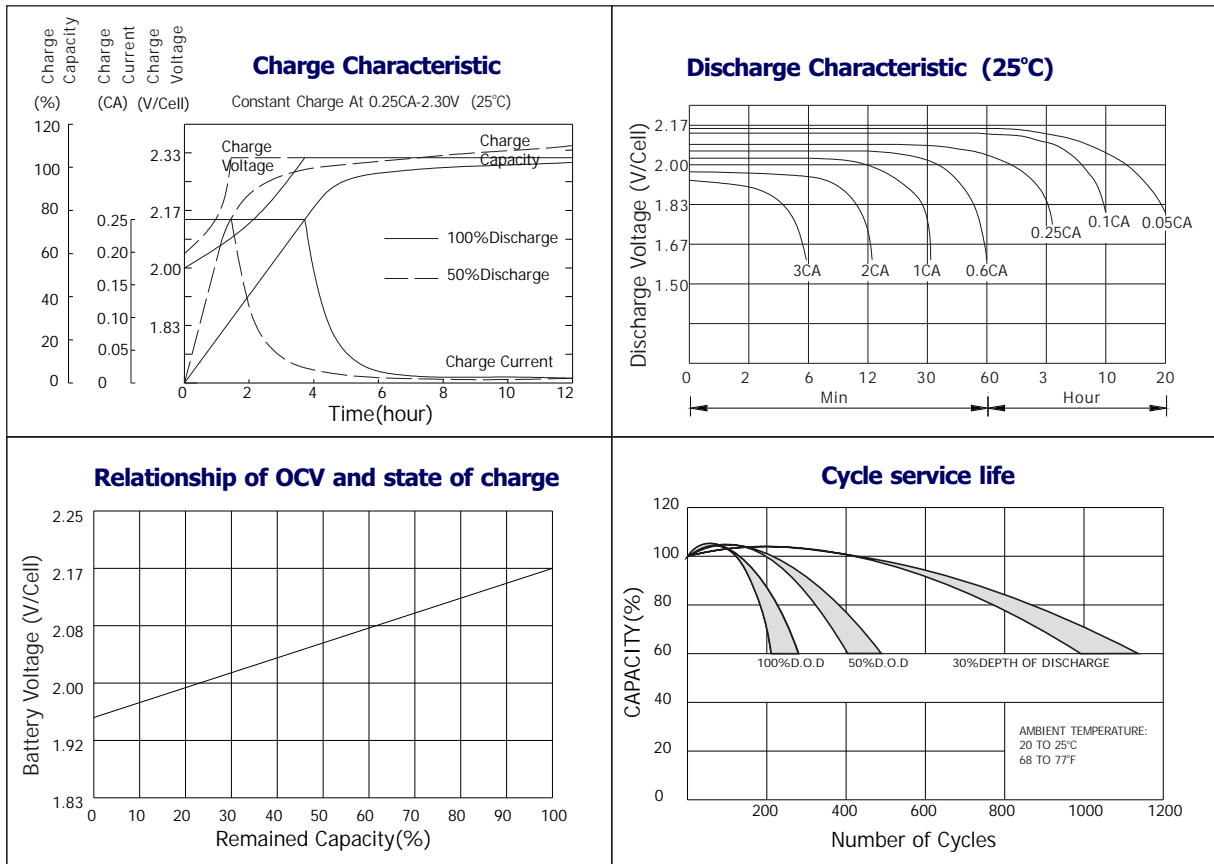 Charge Capacity
Charge Current
Charge Voltage
(%) (CA) (V/Cell)
Charge Characteristic
Constant Charge At 0.25CA-2.30V (25°C)
120
100
80
60
40
20
0
0.25
0.20
0.15
0.10
0.05
0
2.33
2.17
2.00
1.83
Charge
Voltage
Charge
Capacity
100%Discharge
50%Discharge
Charge Current
0 2 4 6 8 10 12
Time(hour)
Discharge Characteristic (25°C)
Discharge Voltage (V/Cell)
2.17
2.00
1.83
1.67
1.50
3CA 2CA 1CA 0.6CA 0.25CA 0.1CA 0.05CA
0 2 6 12 30 60 3 10 20
Min Hour
Relationship of OCV and state of charge
Battery Voltage (V/Cell)
2.25
2.17
2.08
2.00
1.92
1.83
0 10 20 30 40 50 60 70 80 90 100
Remained Capacity(%)
Cycle service life
CAPACITY(%)
120
100
80
60
40
20
0
100%D.O.D 50%D.O.D 30%DEPTH OF DISCHARGE
AMBIENT TEMPERATURE:
20 TO 25°C
68 TO 77°F
200 400 600 800 1000 1200
Number of Cycles